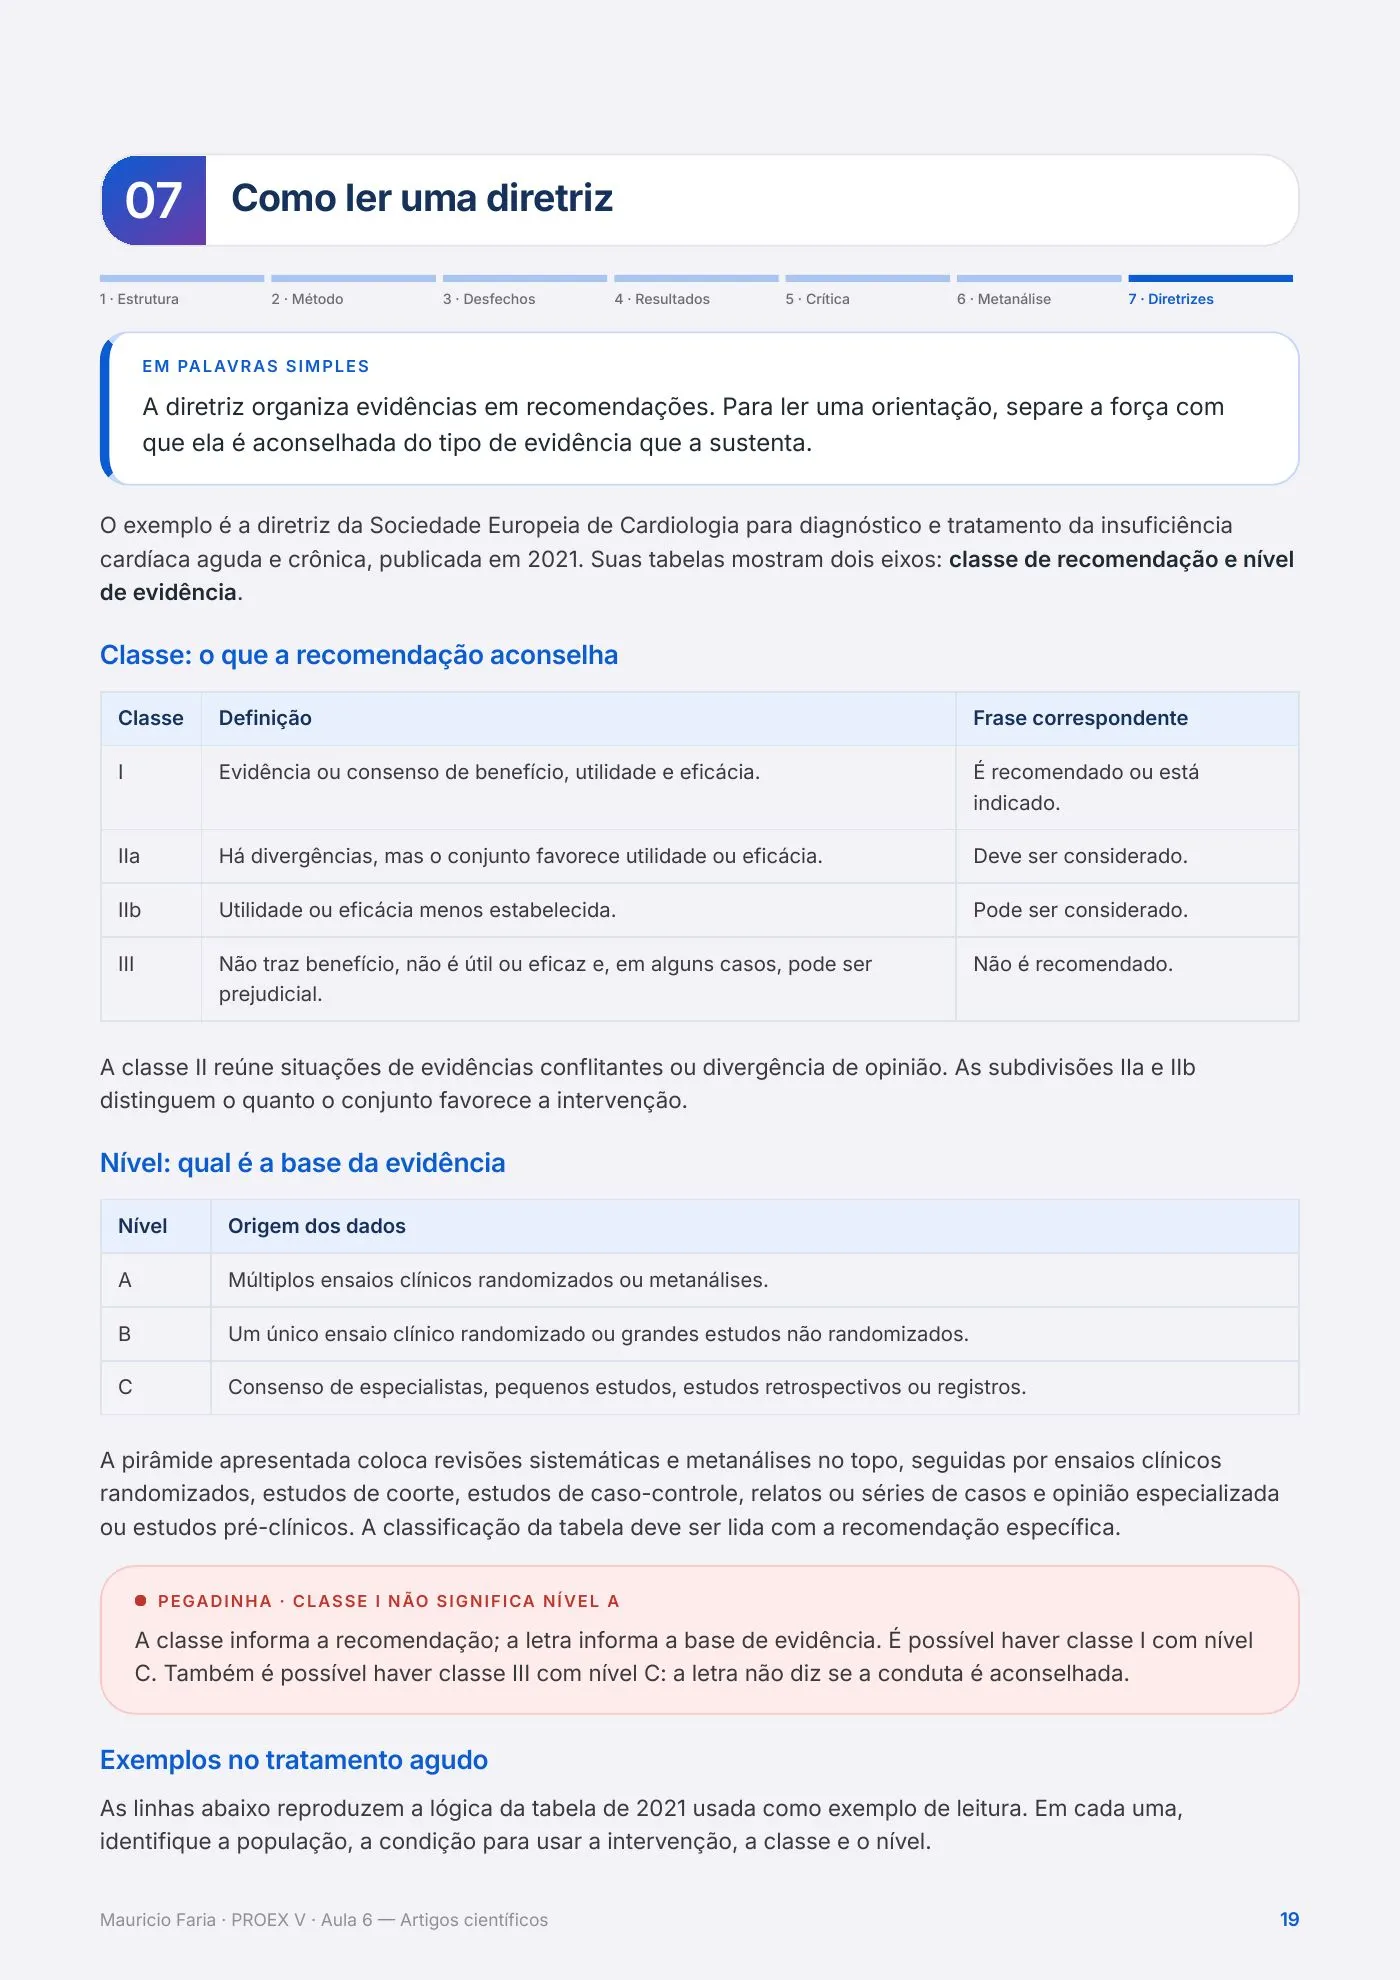 07
Como ler uma diretriz
1 · Estrutura
2 · Método
3 · Desfechos
4 · Resultados
5 · Crítica
6 · Metanálise
7 · Diretrizes
EM PALAVRAS SIMPLES
A diretriz organiza evidências em recomendações. Para ler uma orientação, separe a força com
que ela é aconselhada do tipo de evidência que a sustenta.
O exemplo é a diretriz da Sociedade Europeia de Cardiologia para diagnóstico e tratamento da insuficiência
cardíaca aguda e crônica, publicada em 2021. Suas tabelas mostram dois eixos: classe de recomendação e nível
de evidência.
Classe: o que a recomendação aconselha
Classe
Definição
Frase correspondente
I
Evidência ou consenso de benefício, utilidade e eficácia.
É recomendado ou está
indicado.
IIa
Há divergências, mas o conjunto favorece utilidade ou eficácia.
Deve ser considerado.
IIb
Utilidade ou eficácia menos estabelecida.
Pode ser considerado.
III
Não traz benefício, não é útil ou eficaz e, em alguns casos, pode ser
prejudicial.
Não é recomendado.
A classe II reúne situações de evidências conflitantes ou divergência de opinião. As subdivisões IIa e IIb
distinguem o quanto o conjunto favorece a intervenção.
Nível: qual é a base da evidência
Nível
Origem dos dados
A
Múltiplos ensaios clínicos randomizados ou metanálises.
B
Um único ensaio clínico randomizado ou grandes estudos não randomizados.
C
Consenso de especialistas, pequenos estudos, estudos retrospectivos ou registros.
A pirâmide apresentada coloca revisões sistemáticas e metanálises no topo, seguidas por ensaios clínicos
randomizados, estudos de coorte, estudos de caso-controle, relatos ou séries de casos e opinião especializada
ou estudos pré-clínicos. A classificação da tabela deve ser lida com a recomendação específica.
PEGADINHA · CLASSE I NÃO SIGNIFICA NÍVEL A
A classe informa a recomendação; a letra informa a base de evidência. É possível haver classe I com nível
C. Também é possível haver classe III com nível C: a letra não diz se a conduta é aconselhada.
Exemplos no tratamento agudo
As linhas abaixo reproduzem a lógica da tabela de 2021 usada como exemplo de leitura. Em cada uma,
identifique a população, a condição para usar a intervenção, a classe e o nível.
Mauricio Faria · PROEX V · Aula 6 — Artigos científicos
19